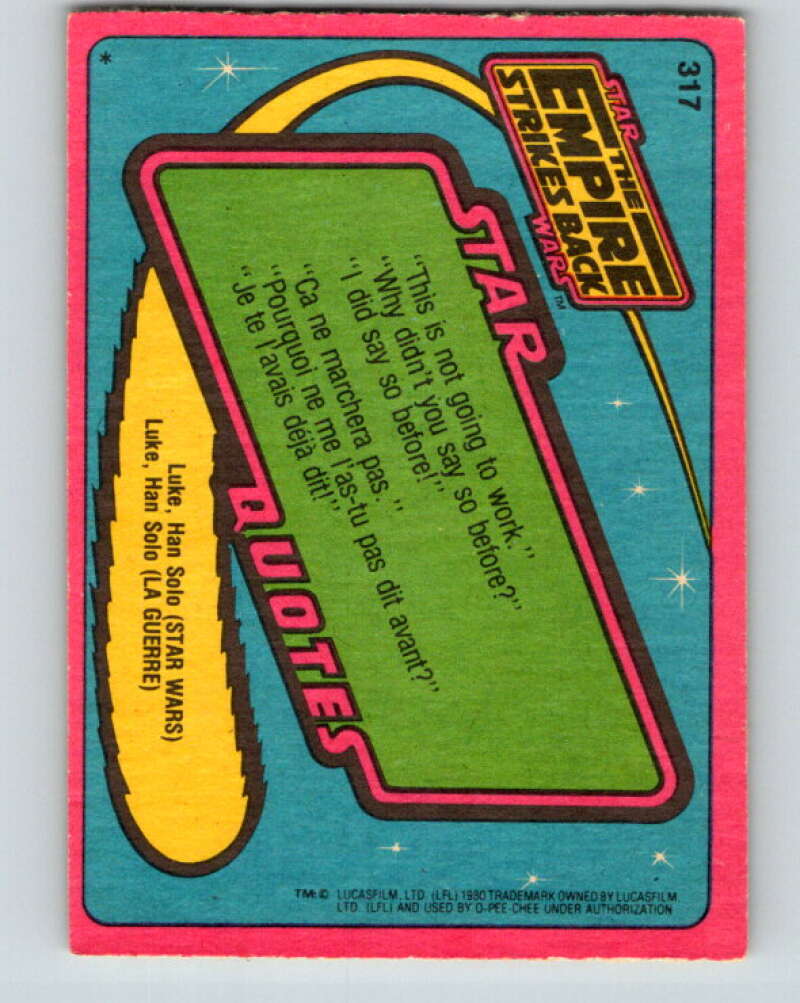 317
STAR
THE
EMPIRE
STRIKES BACK
WARS™
STAR
"This is not going to work."
"Why didn't you say so before?"
"I did say so before!"
"Ca ne marchera pas."
"Pourquoi ne me l'as-tu pas dit avant?"
"Je te l'avais déjà dit!"
QUOTES
Luke, Han Solo (STAR WARS)
Luke, Han Solo (LA GUERRE)
*
TM: © LUCASFILM, LTD. (LFL) 1980 TRADEMARK OWNED BY LUCASFILM
LTD. (LFL) AND USED BY O-PEE-CHEE UNDER AUTHORIZATION